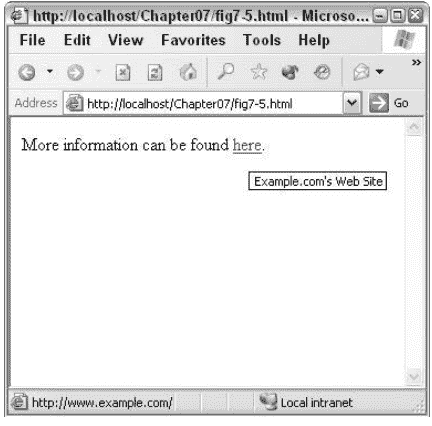 http://localhost/Chapter07/fig7-5.html - Microso...
File Edit View Favorites Tools Help
»
Address http://localhost/Chapter07/fig7-5.html Go
More information can be found here.
Example.com's Web Site
http://www.example.com/ Local intranet